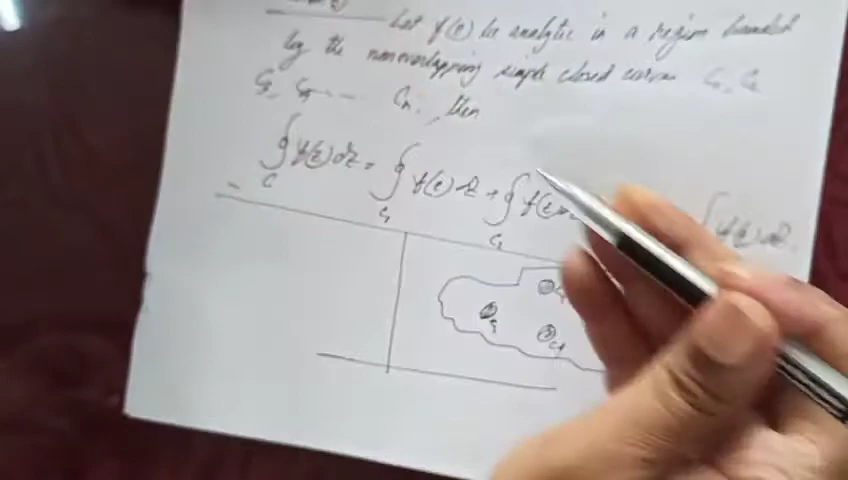 Let f(z) be analytic in a region bounded
by the nonoverlapping simple closed curves C, C₁
C₂, C₃, ... Cₙ. then
∮ f(z) dz = ∮ f(z) dz + ∮ f(z) ∫ f(z) dz.
C C₁ C₂